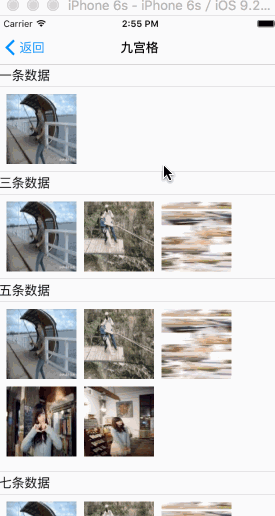 iPhone 6s - iPhone 6s / iOS 9.2...
Carrier 2:55 PM
返回 九宫格
一条数据
三条数据
五条数据
七条数据